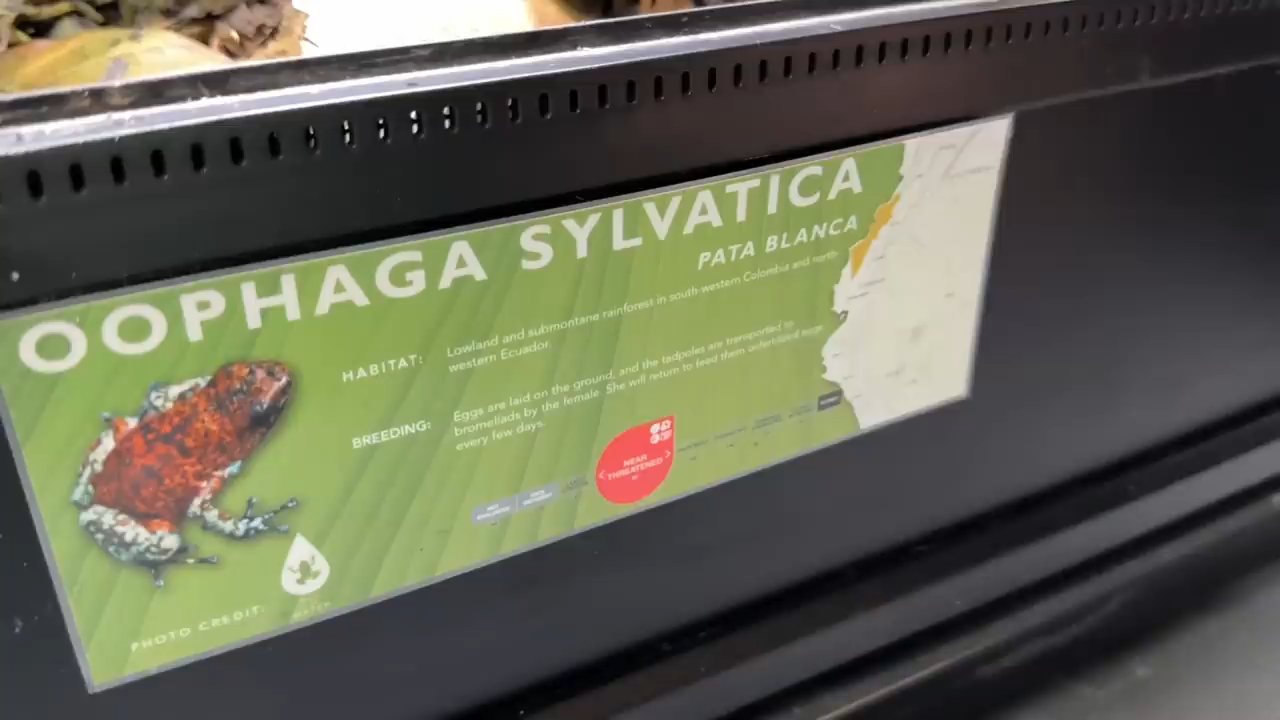 OOPHAGA SYLVATICA
PATA BLANCA
HABITAT:
Lowland and submontane rainforest in south-western Colombia and north-
western Ecuador.
BREEDING:
Eggs are laid on the ground, and the tadpoles are transported to
bromeliads by the female. She will return to feed them unfertilized eggs
every few days.
< NEAR THREATENED >
PHOTO CREDIT: